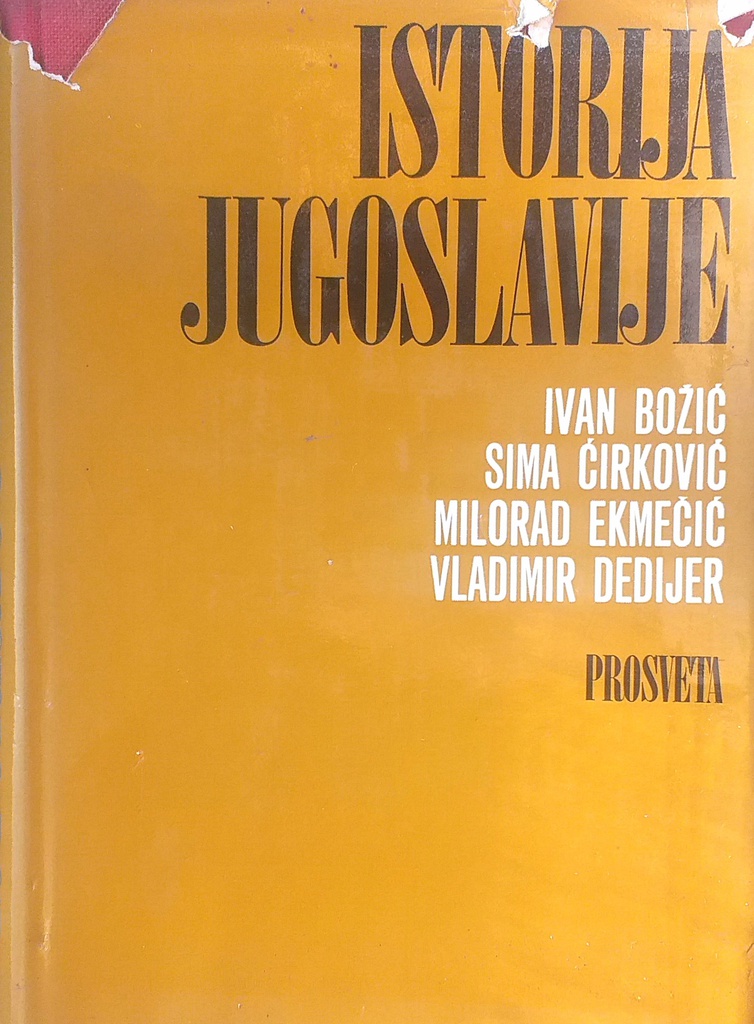 ISTORIJA
JUGOSLAVIJE
IVAN BOŽIĆ
SIMA ĆIRKOVIĆ
MILORAD EKMEČIĆ
VLADIMIR DEDIJER
PROSVETA